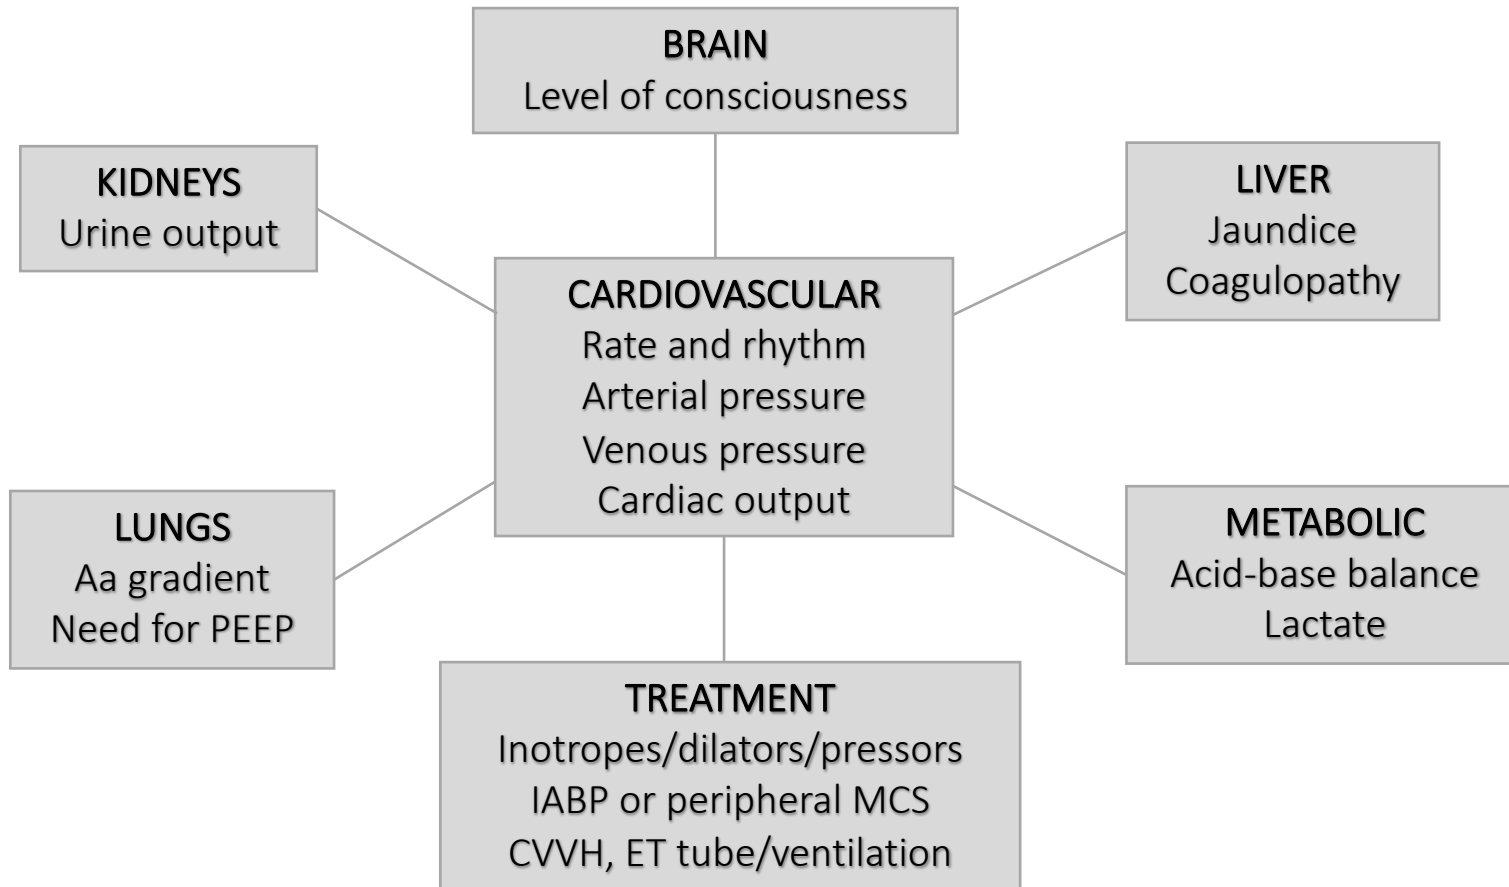 BRAIN
Level of consciousness
KIDNEYS
Urine output
LIVER
Jaundice
Coagulopathy
CARDIOVASCULAR
Rate and rhythm
Arterial pressure
Venous pressure
Cardiac output
LUNGS
Aa gradient
Need for PEEP
METABOLIC
Acid-base balance
Lactate
TREATMENT
Inotropes/dilators/pressors
IABP or peripheral MCS
CVVH, ET tube/ventilation